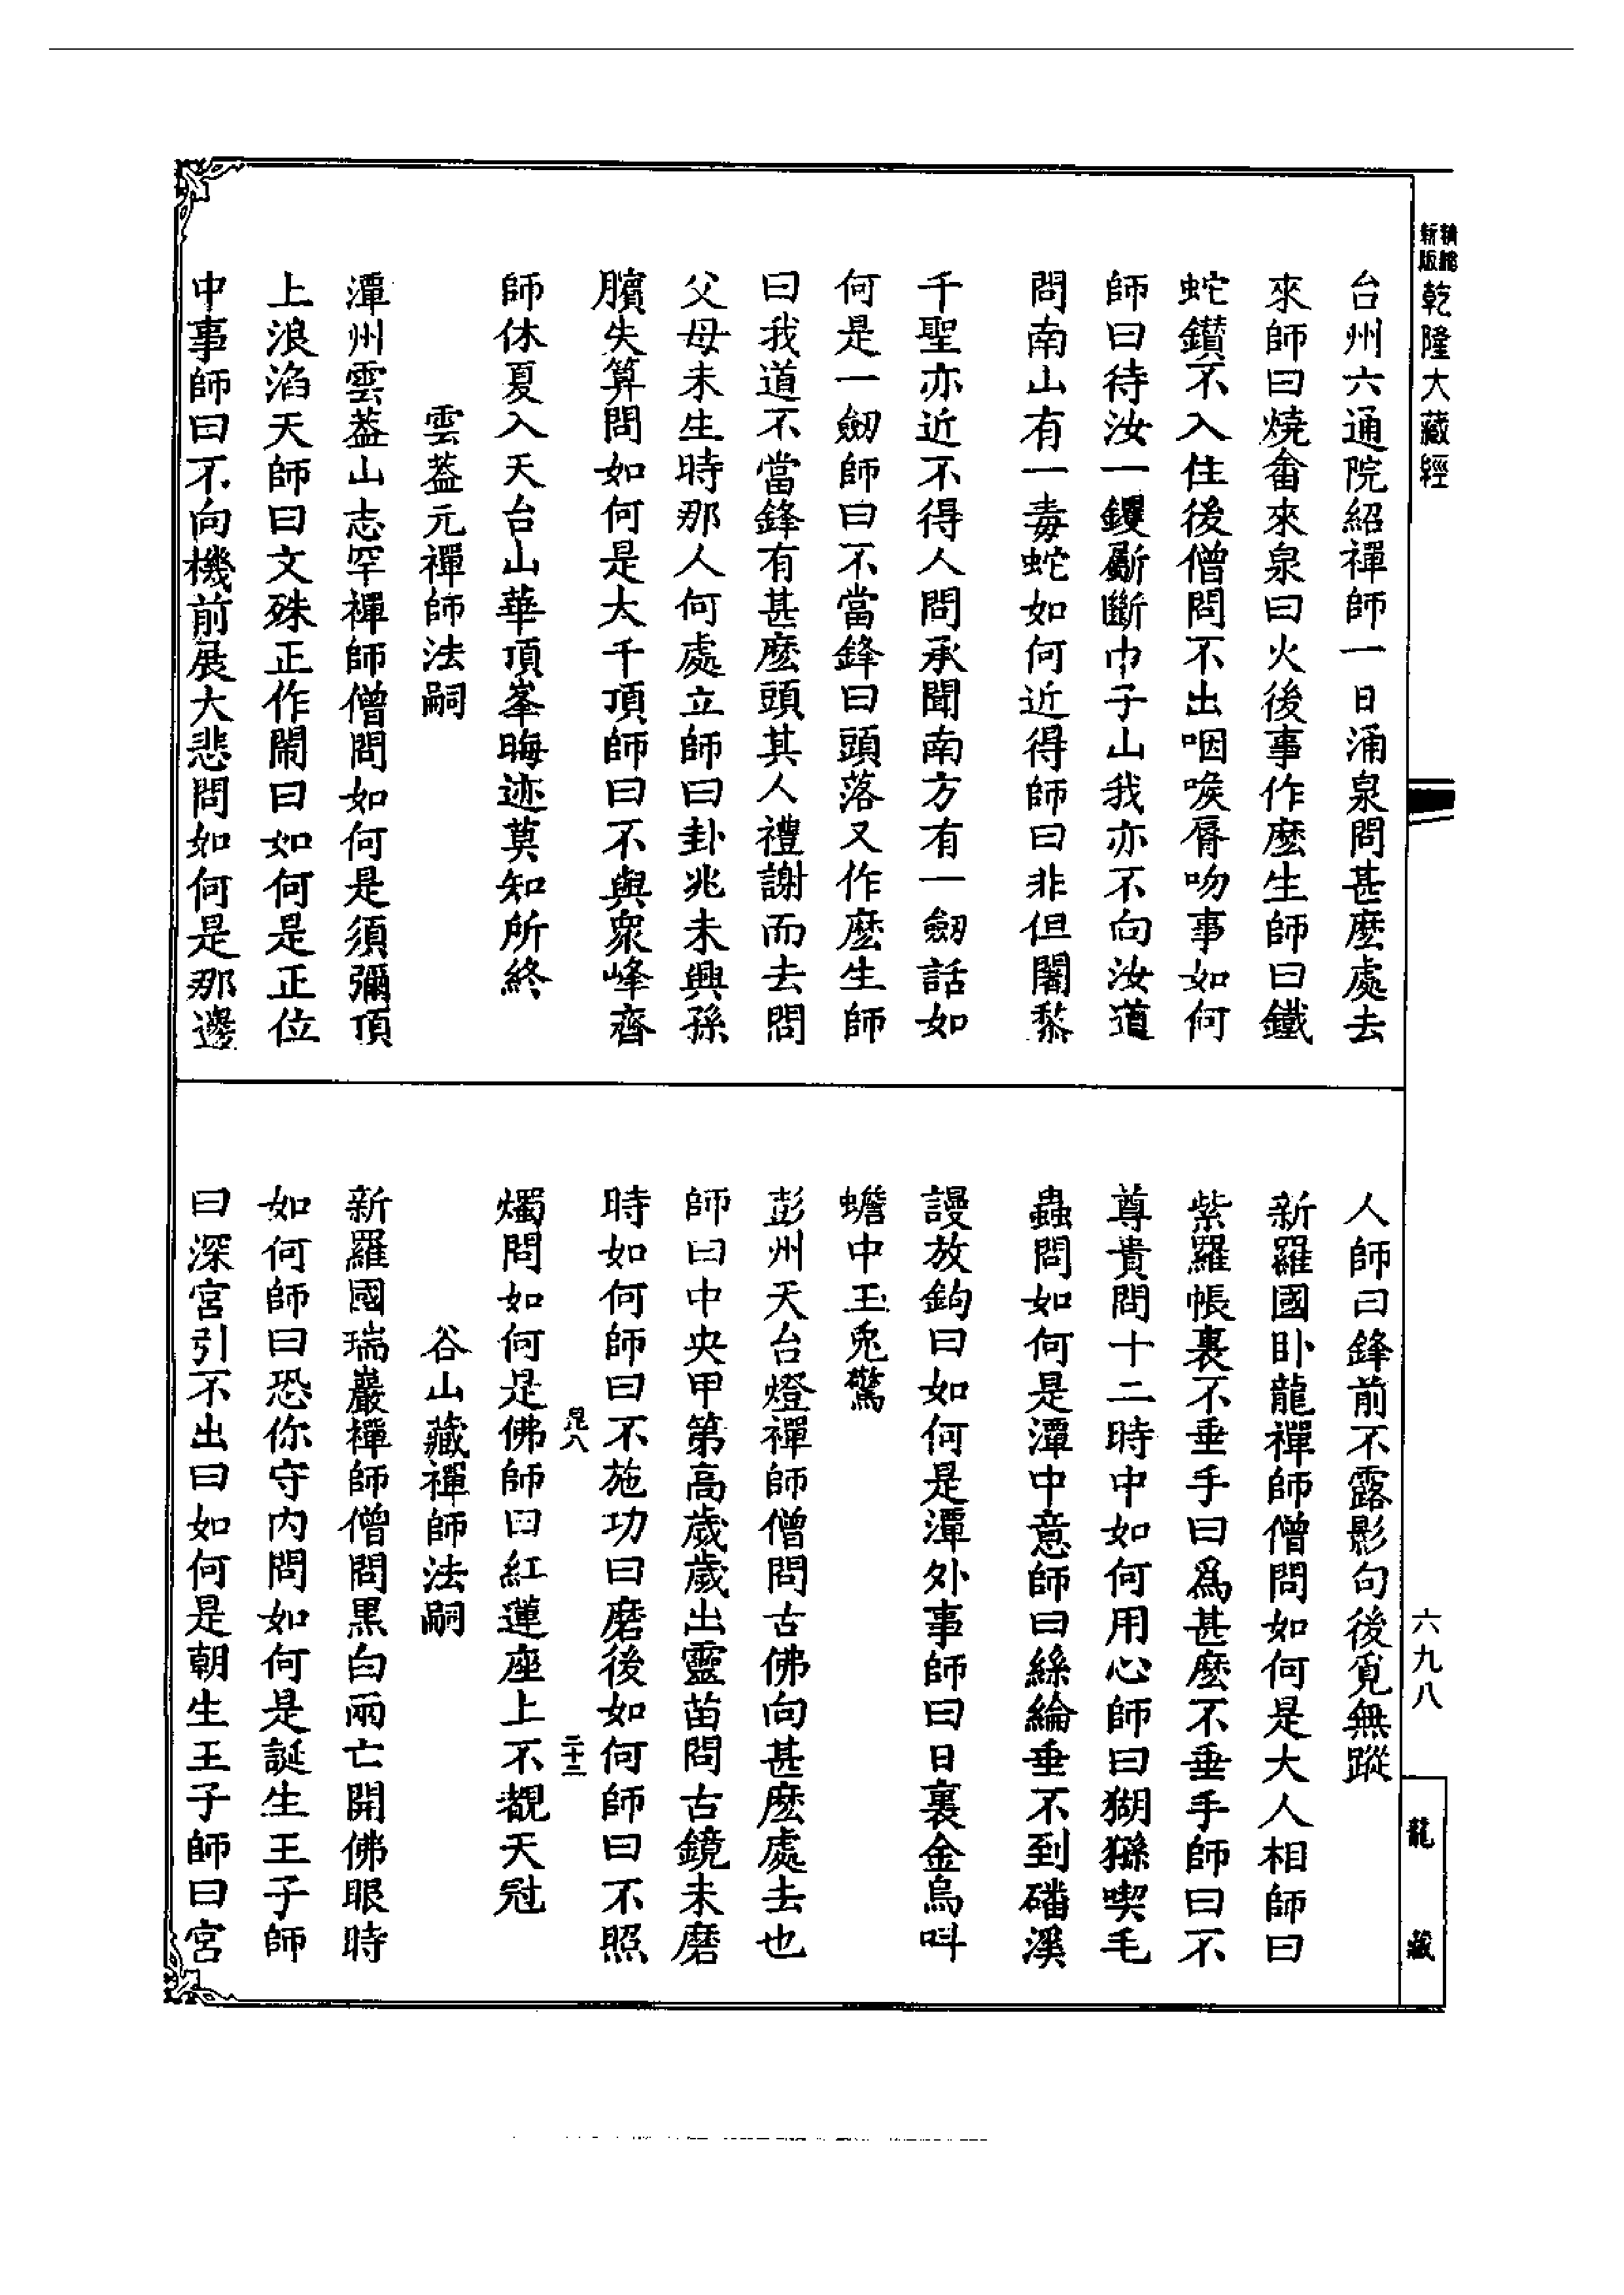 精縮新版乾隆大藏經
台州六通院紹禪師一日涌泉問甚麽處去
來師曰燒畬來泉曰火後事作麽生師曰鐵
蛇鑽不入住後僧問不出咽喉脣吻事如何
師曰待汝一钁斸斷巾子山我亦不向汝道
問南山有一毒蛇如何近得師曰非但闍黎
千聖亦近不得人問承聞南方有一劒話如
何是一劒師曰不當鋒曰頭落又作麽生師
曰我道不當鋒有甚麽頭其人禮謝而去問
父母未生時那人何處立師曰卦兆未興孫
臏失算問如何是大千頂師曰不與衆峰齊
師休夏入天台山華頂峯晦迹莫知所終
雲葢元禪師法嗣
潭州雲葢山志罕禪師僧問如何是須彌頂
上浪滔天師曰文殊正作閙曰如何是正位
中事師曰不向機前展大悲問如何是那邊
人師曰鋒前不露影句後覓無蹤
新羅國卧龍禪師僧問如何是大人相師曰
紫羅帳裏不垂手曰爲甚麽不垂手師曰不
尊貴問十二時中如何用心師曰猢猻喫毛
蟲問如何是潭中意師曰絲綸垂不到磻溪
謾放鉤曰如何是潭外事師曰日裏金烏叫
蟾中玉兎驚
彭州天台燈禪師僧問古佛向甚麽處去也
師曰中央甲第高歲歲出靈苗問古鏡未磨
時如何師曰不施功曰磨後如何師曰不照
昆八 二十三
燭問如何是佛師曰紅蓮座上不覩天冠
谷山藏禪師法嗣
新羅國瑞巖禪師僧問黑白兩亡開佛眼時
如何師曰恐你守内問如何是誕生王子師
曰深宮引不出曰如何是朝生王子師曰宮
六九八
龍藏